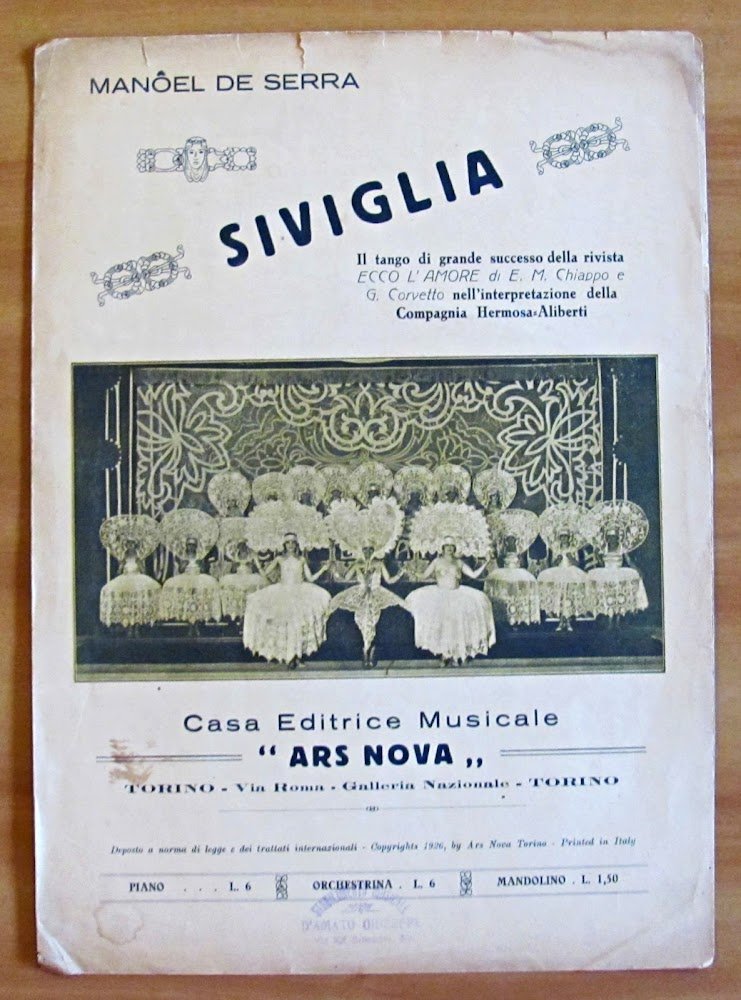 MANÔEL DE SERRA
SIVIGLIA
Il tango di grande successo della rivista
ECCO L'AMORE di E. M. Chiappo e
G. Corvetto nell'interpretazione della
Compagnia Hermosa-Aliberti
Casa Editrice Musicale
“ ARS NOVA „
TORINO - Via Roma - Galleria Nazionale - TORINO
Deposto a norma di legge e dei trattati internazionali - Copyrights 1926, by Ars Nova Torino - Printed in Italy
PIANO . . . L. 6 ORCHESTRINA . L. 6 MANDOLINO . L. 1,50
D'AMATO GIUSEPPE